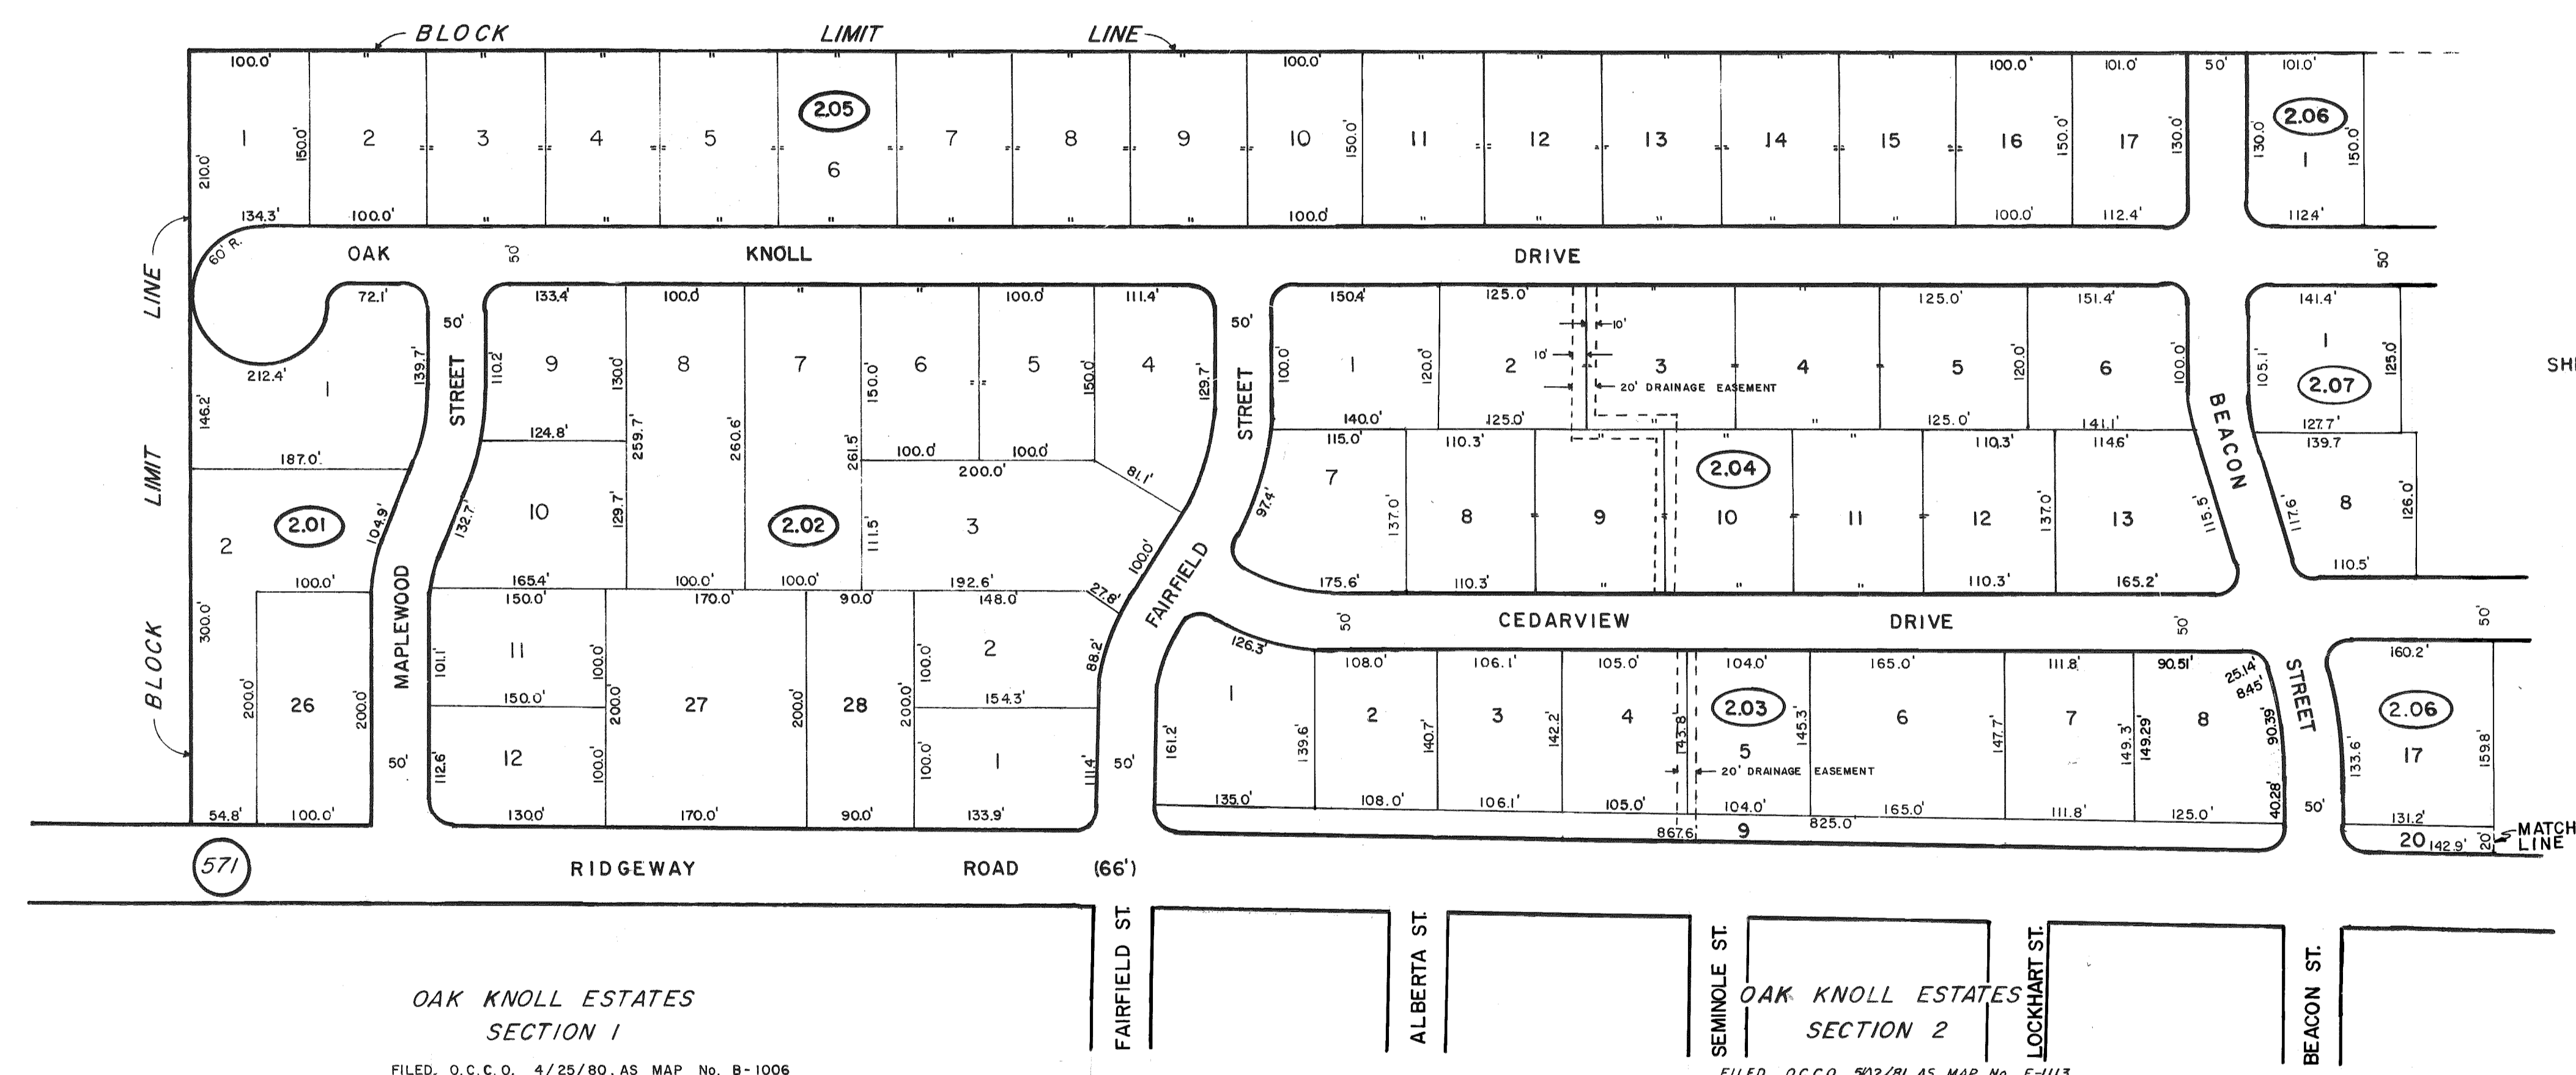 BLOCK LIMIT LINE
100.0' " " " " " " " " 100.0' " " " " " 100.0' 101.0' 50' 101.0'
2.05 2.06
1 2 3 4 5 6 7 8 9 10 11 12 13 14 15 16 17 1
210.0' 150.0' 150.0' 150.0' 130.0' 130.0' 150.0'
134.3' 100.0' " " " " " " " 100.0' " " " " " 100.0' 112.4' 112.4'
BLOCK LIMIT LINE
60' R. OAK 50' KNOLL DRIVE 50'
72.1' 133.4' 100.0' " " 100.0' 111.4' 150.4' 125.0' " " 125.0' 151.4' 141.4'
50' 50' 10'
10'
20' DRAINAGE EASEMENT
1 9 8 7 6 5 4 1 2 3 4 5 6 1
2.07
212.4' 146.2' 139.7' 110.2' 130.0' 150.0' 150.0' 129.7' 100.0' 120.0' 120.0' 100.0' 105.1' 125.0'
STREET STREET BEACON
187.0' 124.8' 259.7' 260.6' 261.5' 100.0' 100.0' 140.0' 125.0' " 125.0' 141.1' 127.7'
200.0' 81.1' 115.0' 110.3' " " " 110.3' 114.6' 139.7
2.01 2.02 2.04
2 10 3 7 8 9 10 11 12 13 8
104.9' 132.7' 129.7' 111.5' 100.0' 97.4' 137.0' 137.0' 115.5' 117.6' 126.0'
100.0' 165.4' 100.0' 100.0' 192.6' 27.8' 175.6' 110.3' " " " 110.3' 165.2' 110.5'
150.0' 170.0' 90.0' 148.0'
MAPLEWOOD FAIRFIELD
50' CEDARVIEW DRIVE 50' 50'
300.0' 101.1' 11 100.0' 100.0' 2 88.2' 126.3' 108.0' 106.1' 105.0' 104.0' 165.0' 111.8' 90.51' 25.14' 8.45' STREET 160.2'
200.0' 26 200.0' 150.0' 200.0' 27 200.0' 28 200.0' 154.3'
1 2 3 4 2.03 5 6 7 8 2.06 17
161.2' 139.6' 140.7' 142.2' 143.8' 145.3' 147.7' 149.3' 149.29' 90.39' 133.6' 159.8'
50' 112.6' 12 100.0' 100.0' 1 111.4' 50' 20' DRAINAGE EASEMENT 40.28' 50'
54.8' 100.0' 130.0' 170.0' 90.0' 133.9' 135.0' 108.0' 106.1' 105.0' 104.0' 165.0' 111.8' 125.0' 131.2'
867.6' 9 825.0' 20 142.9' 20' MATCH
LINE
571 RIDGEWAY ROAD (66')
FAIRFIELD ST. ALBERTA ST. SEMINOLE ST. LOCKHART ST. BEACON ST.
OAK KNOLL ESTATES
SECTION 1
FILED, O.C.C.O. 4/25/80, AS MAP No. B-1006
OAK KNOLL ESTATES
SECTION 2